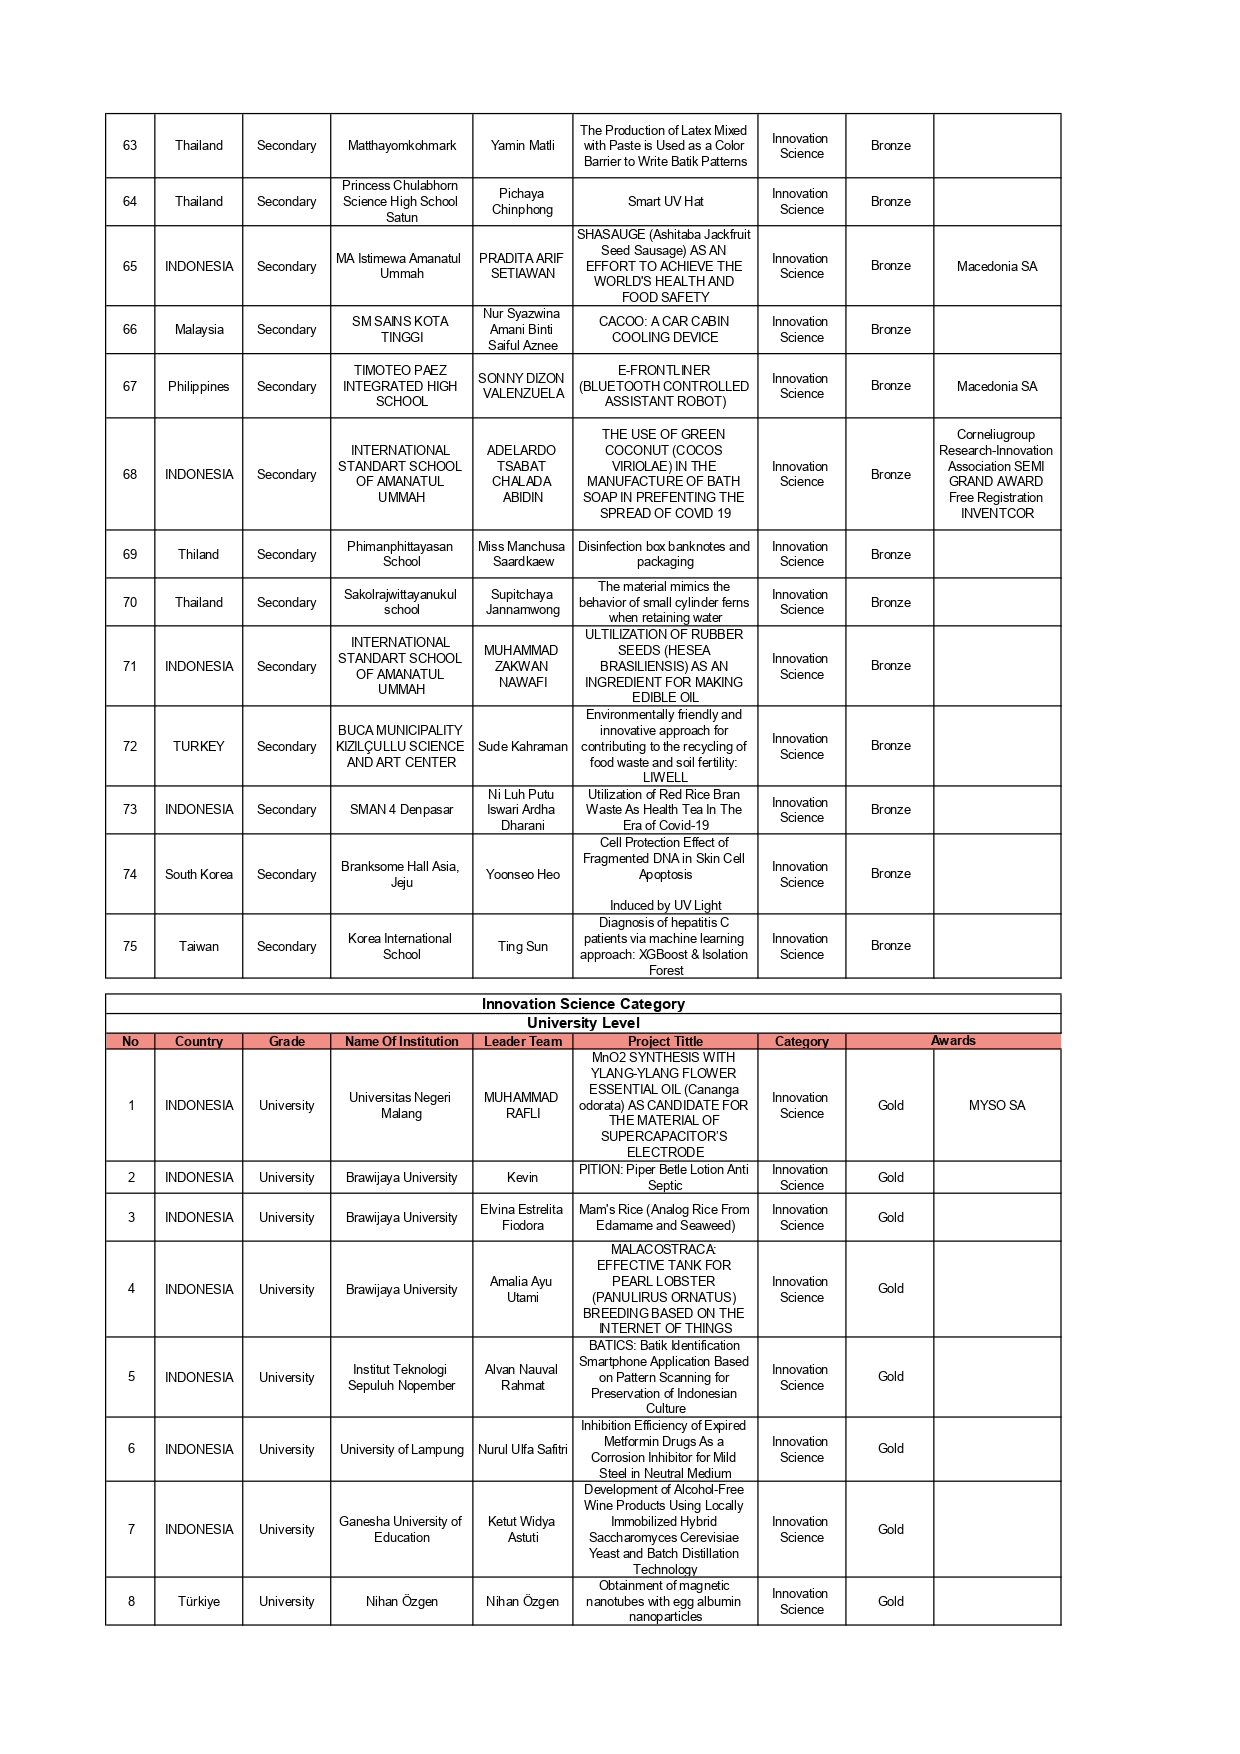 63 Thailand Secondary Matthayomkohmark Yamin Matli The Production of Latex Mixed with Paste is Used as a Color Barrier to Write Batik Patterns Innovation Science Bronze
64 Thailand Secondary Princess Chulabhorn Science High School Satun Pichaya Chinphong Smart UV Hat Innovation Science Bronze
65 INDONESIA Secondary MA Istimewa Amanatul Ummah PRADITA ARIF SETIAWAN SHASAUGE (Ashitaba Jackfruit Seed Sausage) AS AN EFFORT TO ACHIEVE THE WORLD'S HEALTH AND FOOD SAFETY Innovation Science Bronze Macedonia SA
66 Malaysia Secondary SM SAINS KOTA TINGGI Nur Syazwina Amani Binti Saiful Aznee CACOO: A CAR CABIN COOLING DEVICE Innovation Science Bronze
67 Philippines Secondary TIMOTEO PAEZ INTEGRATED HIGH SCHOOL SONNY DIZON VALENZUELA E-FRONTLINER (BLUETOOTH CONTROLLED ASSISTANT ROBOT) Innovation Science Bronze Macedonia SA
68 INDONESIA Secondary INTERNATIONAL STANDART SCHOOL OF AMANATUL UMMAH ADELARDO TSABAT CHALADA ABIDIN THE USE OF GREEN COCONUT (COCOS VIRIOLAE) IN THE MANUFACTURE OF BATH SOAP IN PREFENTING THE SPREAD OF COVID 19 Innovation Science Bronze Corneliugroup Research-Innovation Association SEMI GRAND AWARD Free Registration INVENTCOR
69 Thiland Secondary Phimanphittayasan School Miss Manchusa Saardkaew Disinfection box banknotes and packaging Innovation Science Bronze
70 Thailand Secondary Sakolrajwittayanukul school Supitchaya Jannamwong The material mimics the behavior of small cylinder ferns when retaining water Innovation Science Bronze
71 INDONESIA Secondary INTERNATIONAL STANDART SCHOOL OF AMANATUL UMMAH MUHAMMAD ZAKWAN NAWAFI ULTILIZATION OF RUBBER SEEDS (HESEA BRASILIENSIS) AS AN INGREDIENT FOR MAKING EDIBLE OIL Innovation Science Bronze
72 TURKEY Secondary BUCA MUNICIPALITY KIZILÇULLU SCIENCE AND ART CENTER Sude Kahraman Environmentally friendly and innovative approach for contributing to the recycling of food waste and soil fertility: LIWELL Innovation Science Bronze
73 INDONESIA Secondary SMAN 4 Denpasar Ni Luh Putu Iswari Ardha Dharani Utilization of Red Rice Bran Waste As Health Tea In The Era of Covid-19 Innovation Science Bronze
74 South Korea Secondary Branksome Hall Asia, Jeju Yoonseo Heo Cell Protection Effect of Fragmented DNA in Skin Cell Apoptosis Induced by UV Light Innovation Science Bronze
75 Taiwan Secondary Korea International School Ting Sun Diagnosis of hepatitis C patients via machine learning approach: XGBoost & Isolation Forest Innovation Science Bronze
Innovation Science Category
University Level
No Country Grade Name Of Institution Leader Team Project Tittle Category Awards
1 INDONESIA University Universitas Negeri Malang MUHAMMAD RAFLI MnO2 SYNTHESIS WITH YLANG-YLANG FLOWER ESSENTIAL OIL (Cananga odorata) AS CANDIDATE FOR THE MATERIAL OF SUPERCAPACITOR'S ELECTRODE Innovation Science Gold MYSO SA
2 INDONESIA University Brawijaya University Kevin PITION: Piper Betle Lotion Anti Septic Innovation Science Gold
3 INDONESIA University Brawijaya University Elvina Estrelita Fiodora Mam's Rice (Analog Rice From Edamame and Seaweed) Innovation Science Gold
4 INDONESIA University Brawijaya University Amalia Ayu Utami MALACOSTRACA: EFFECTIVE TANK FOR PEARL LOBSTER (PANULIRUS ORNATUS) BREEDING BASED ON THE INTERNET OF THINGS Innovation Science Gold
5 INDONESIA University Institut Teknologi Sepuluh Nopember Alvan Nauval Rahmat BATICS: Batik Identification Smartphone Application Based on Pattern Scanning for Preservation of Indonesian Culture Innovation Science Gold
6 INDONESIA University University of Lampung Nurul Ulfa Safitri Inhibition Efficiency of Expired Metformin Drugs As a Corrosion Inhibitor for Mild Steel in Neutral Medium Innovation Science Gold
7 INDONESIA University Ganesha University of Education Ketut Widya Astuti Development of Alcohol-Free Wine Products Using Locally Immobilized Hybrid Saccharomyces Cerevisiae Yeast and Batch Distillation Technology Innovation Science Gold
8 Türkiye University Nihan Özgen Nihan Özgen Obtainment of magnetic nanotubes with egg albumin nanoparticles Innovation Science Gold